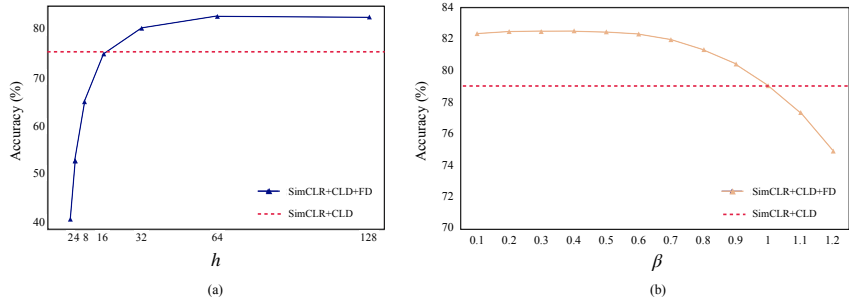 80
70
60
50
40
Accuracy (%)
SimCLR+CLD+FD
SimCLR+CLD
24 8 16 32 64 128
h
(a)
84
82
80
78
76
74
72
70
Accuracy (%)
SimCLR+CLD+FD
SimCLR+CLD
0.1 0.2 0.3 0.4 0.5 0.6 0.7 0.8 0.9 1 1.1 1.2
β
(b)